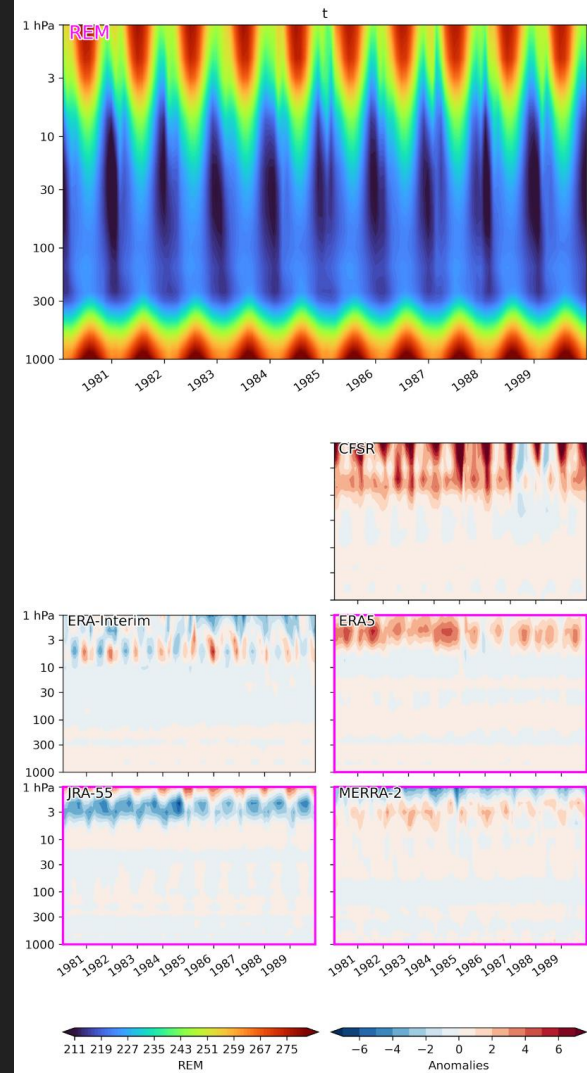 t
REM
1 hPa
3
10
30
100
300
1000
1981 1982 1983 1984 1985 1986 1987 1988 1989
CFSR
ERA-Interim
1 hPa
3
10
30
100
300
1000
ERA5
JRA-55
1 hPa
3
10
30
100
300
1000
MERRA-2
1981 1982 1983 1984 1985 1986 1987 1988 1989
1981 1982 1983 1984 1985 1986 1987 1988 1989
211 219 227 235 243 251 259 267 275
REM
−6 −4 −2 0 2 4 6
Anomalies